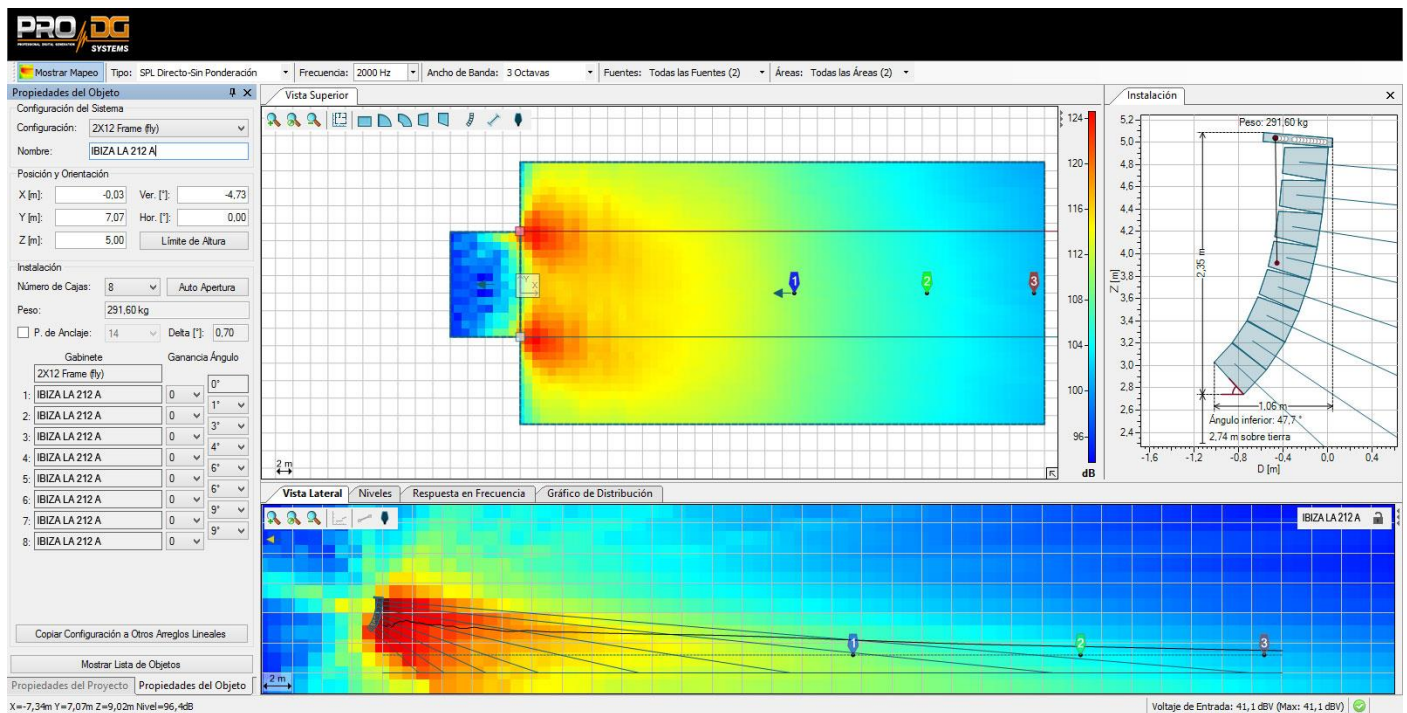 PRO DG
PROFESSIONAL DIGITAL GENERATION SYSTEMS
Mostrar Mapeo Tipo: SPL Directo-Sin Ponderación Frecuencia: 2000 Hz Ancho de Banda: 3 Octavas Fuentes: Todas las Fuentes (2) Áreas: Todas las Áreas (2)
Propiedades del Objeto
Configuración del Sistema
Configuración: 2X12 Frame (fly)
Nombre: IBIZA LA 212 A
Posición y Orientación
X [m]: -0,03 Ver. [°]: -4,73
Y [m]: 7,07 Hor. [°]: 0,00
Z [m]: 5,00 Límite de Altura
Instalación
Número de Cajas: 8 Auto Apertura
Peso: 291,60 kg
P. de Anclaje: 14 Delta [°]: 0,70
Gabinete Ganancia Ángulo
2X12 Frame (fly)
0°
1: IBIZA LA 212 A 0
1°
2: IBIZA LA 212 A 0
3°
3: IBIZA LA 212 A 0
4°
4: IBIZA LA 212 A 0
6°
5: IBIZA LA 212 A 0
6°
6: IBIZA LA 212 A 0
9°
7: IBIZA LA 212 A 0
9°
8: IBIZA LA 212 A 0
Copiar Configuración a Otros Arreglos Lineales
Mostrar Lista de Objetos
Propiedades del Proyecto Propiedades del Objeto
Vista Superior
Y
X
1
2
3
2 m
124
120
116
112
108
104
100
96
dB
Instalación
Peso: 291,60 kg
5,2
5,0
4,8
4,6
4,4
4,2
4,0
3,8
3,6
3,4
3,2
3,0
2,8
2,6
2,4
Z [m]
2,35 m
1,06 m
Ángulo inferior: 47,7 °
2,74 m sobre tierra
-1,6 -1,2 -0,8 -0,4 0,0 0,4
D [m]
Vista Lateral Niveles Respuesta en Frecuencia Gráfico de Distribución
IBIZA LA 212 A
1
2
3
2 m
X=-7,34m Y=7,07m Z=9,02m Nivel=96,4dB
Voltaje de Entrada: 41,1 dBV (Max: 41,1 dBV)